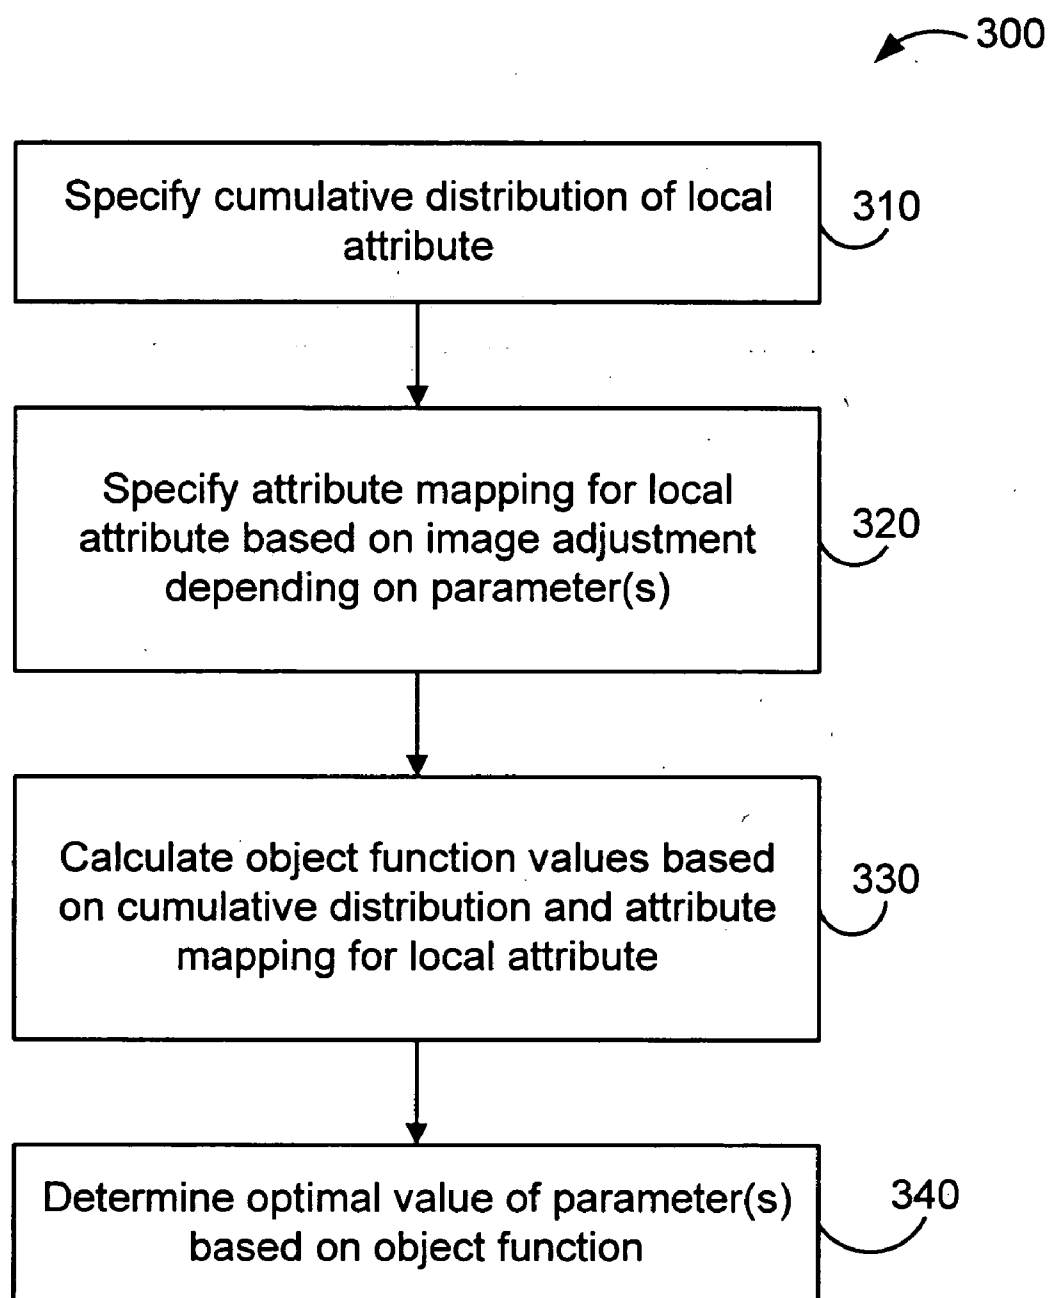 300
Specify cumulative distribution of local
attribute
310
Specify attribute mapping for local
attribute based on image adjustment
depending on parameter(s)
320
Calculate object function values based
on cumulative distribution and attribute
mapping for local attribute
330
Determine optimal value of parameter(s)
based on object function
340